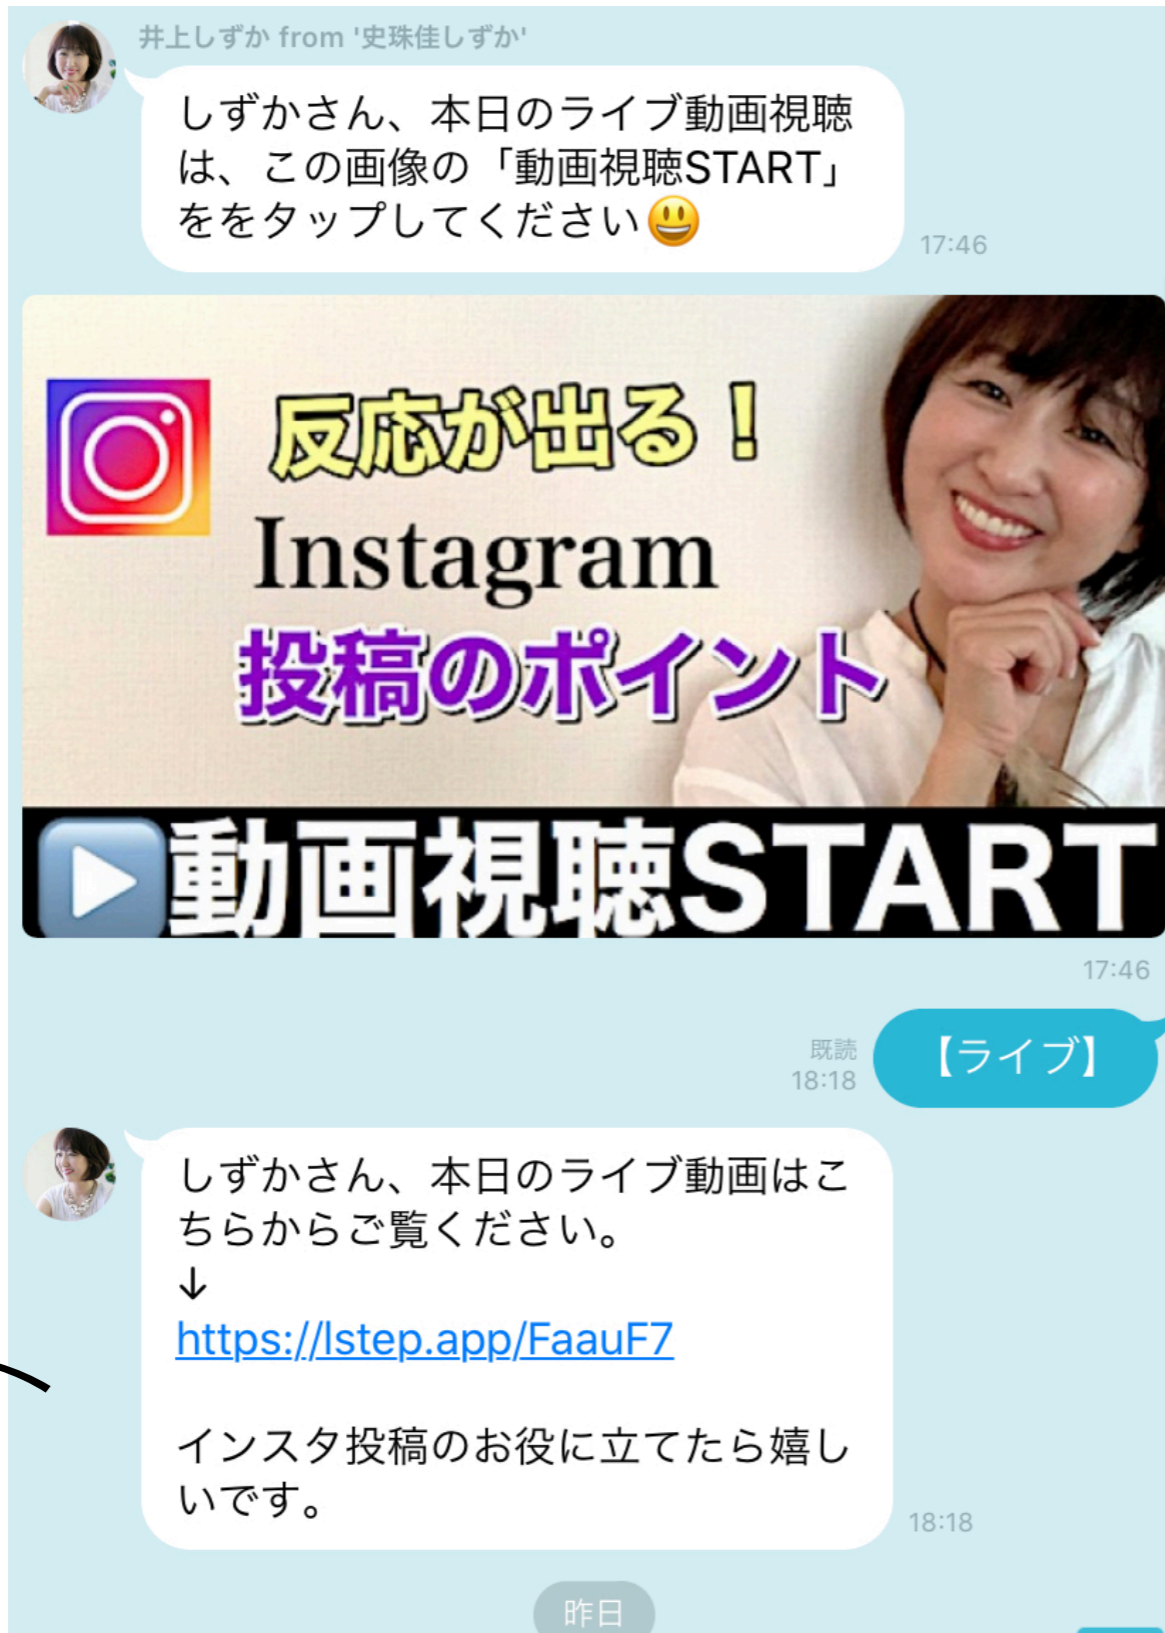 井上しずか from '史珠佳しずか'
しずかさん、本日のライブ動画視聴
は、この画像の「動画視聴START」
ををタップしてください😃
17:46
反応が出る！
Instagram
投稿のポイント
▶️動画視聴START
17:46
既読
18:18
【ライブ】
しずかさん、本日のライブ動画はこ
ちらからご覧ください。
↓
https://lstep.app/FaauF7
インスタ投稿のお役に立てたら嬉し
いです。
18:18
昨日